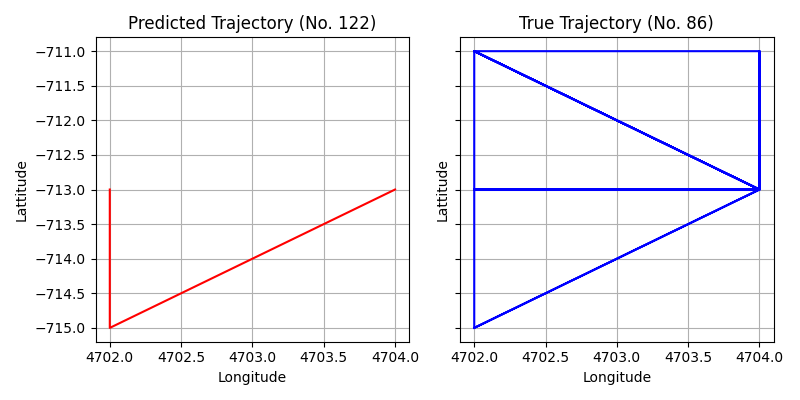 Predicted Trajectory (No. 122)
−711.0
−711.5
−712.0
−712.5
−713.0
−713.5
−714.0
−714.5
−715.0
Lattitude
4702.0 4702.5 4703.0 4703.5 4704.0
Longitude
True Trajectory (No. 86)
Lattitude
4702.0 4702.5 4703.0 4703.5 4704.0
Longitude